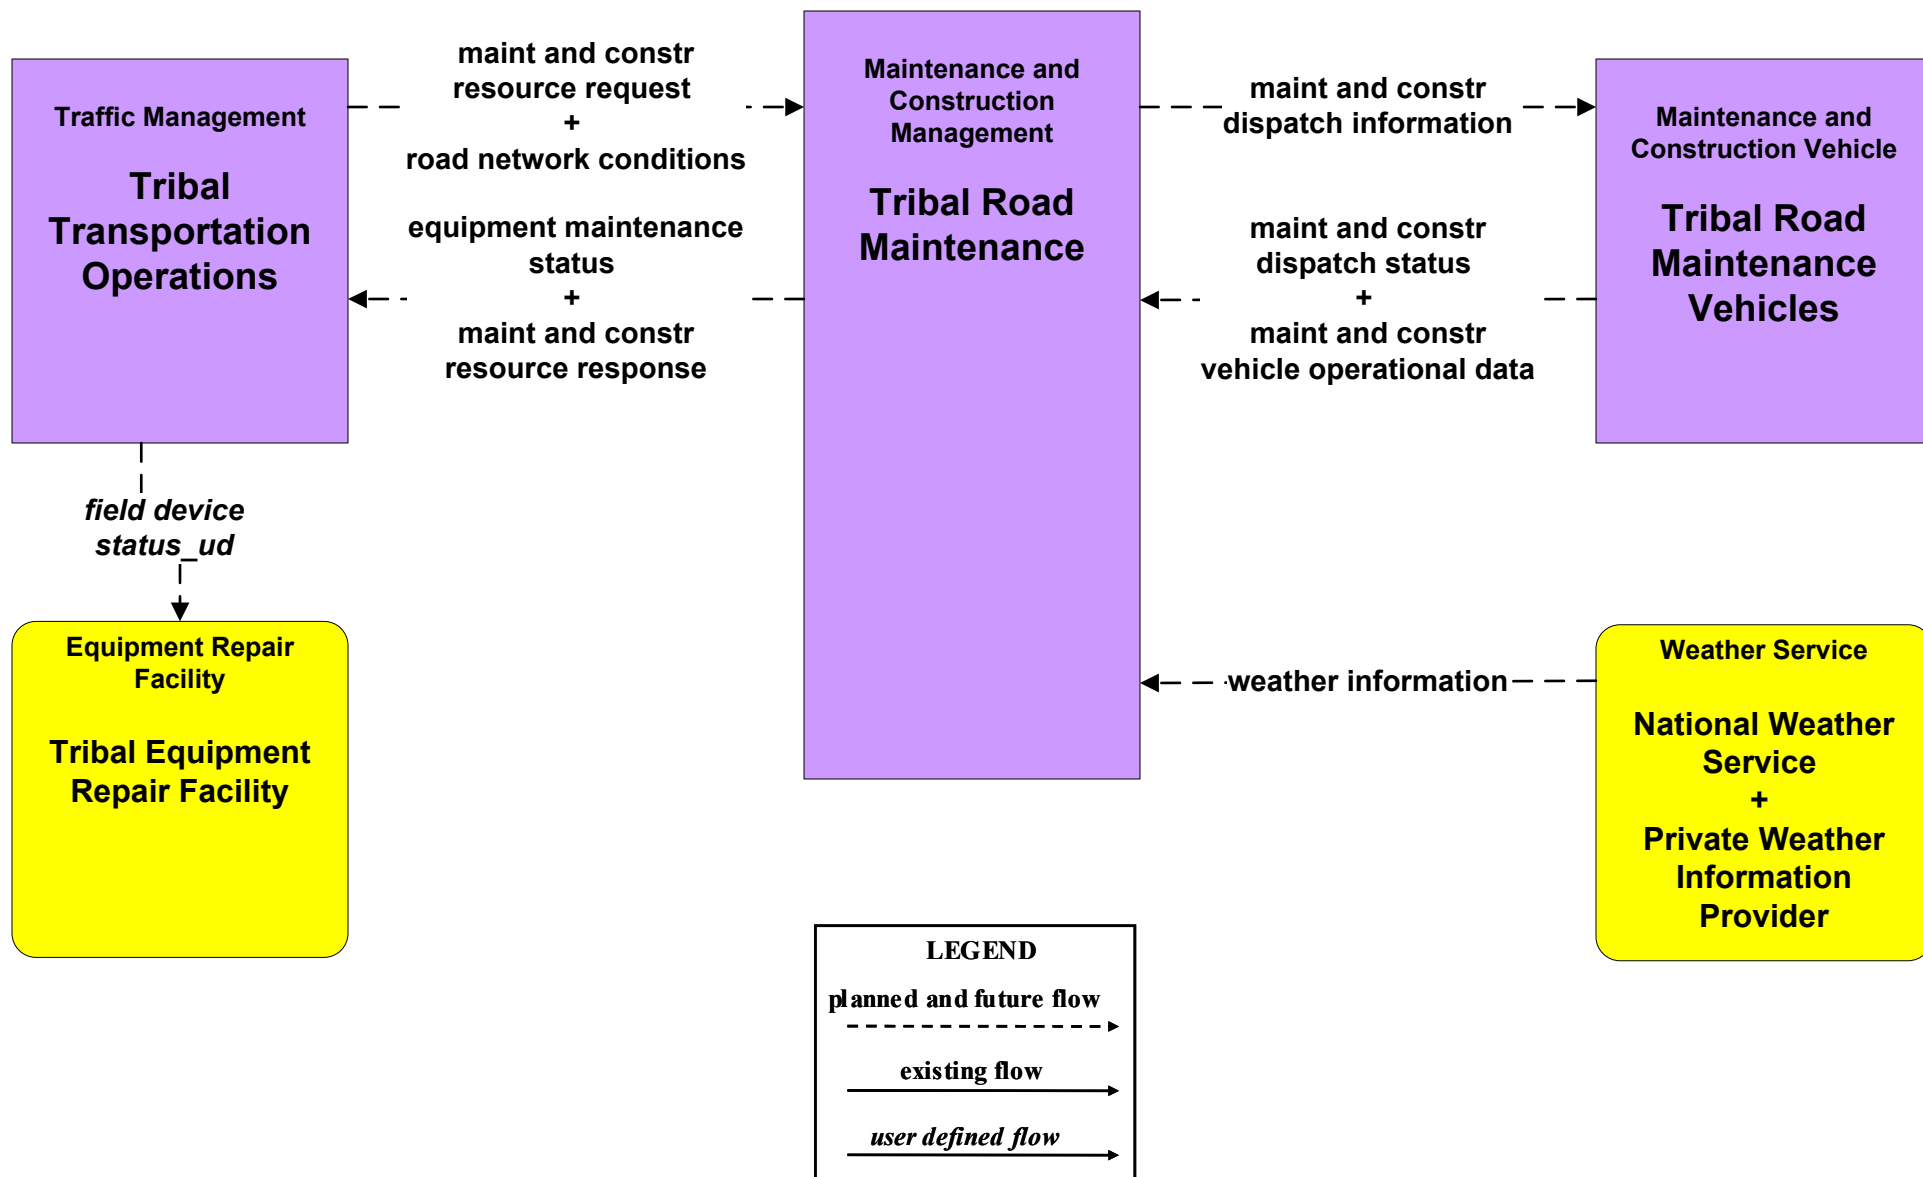 Traffic Management
Tribal
Transportation
Operations
maint and constr
resource request
+
road network conditions
equipment maintenance
status
+
maint and constr
resource response
Maintenance and
Construction
Management
Tribal Road
Maintenance
maint and constr
dispatch information
maint and constr
dispatch status
+
maint and constr
vehicle operational data
Maintenance and
Construction Vehicle
Tribal Road
Maintenance
Vehicles
field device
status_ud
Equipment Repair
Facility
Tribal Equipment
Repair Facility
weather information
Weather Service
National Weather
Service
+
Private Weather
Information
Provider
LEGEND
planned and future flow
existing flow
user defined flow